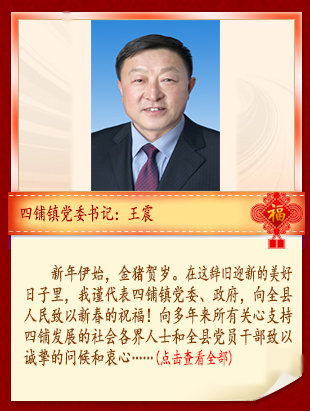 四铺镇党委书记：王震
福
新年伊始，金猪贺岁。在这辞旧迎新的美好
日子里，我谨代表四铺镇党委、政府，向全县
人民致以新春的祝福！向多年来所有关心支持
四铺发展的社会各界人士和全县党员干部致以
诚挚的问候和衷心……(点击查看全部)